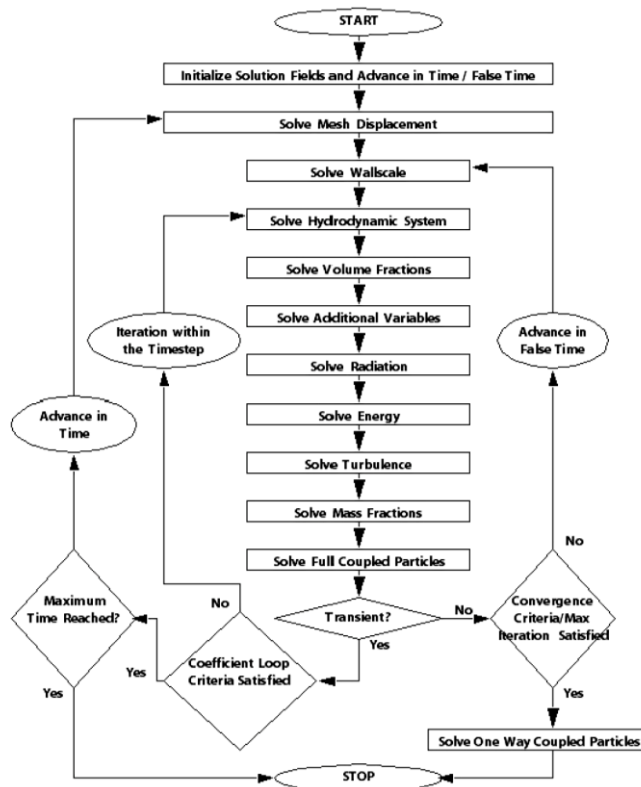 START
Initialize Solution Fields and Advance in Time / False Time
Solve Mesh Displacement
Solve Wallscale
Solve Hydrodynamic System
Solve Volume Fractions
Solve Additional Variables
Iteration within
the Timestep
Advance in
False Time
Solve Radiation
Solve Energy
Advance in
Time
Solve Turbulence
Solve Mass Fractions
Solve Full Coupled Particles
No
Maximum
Time Reached?
No
Transient?
No
Convergence
Criteria/Max
Iteration Satisfied
Yes
Coefficient Loop
Criteria Satisfied
Yes
Yes
Yes
Solve One Way Coupled Particles
STOP